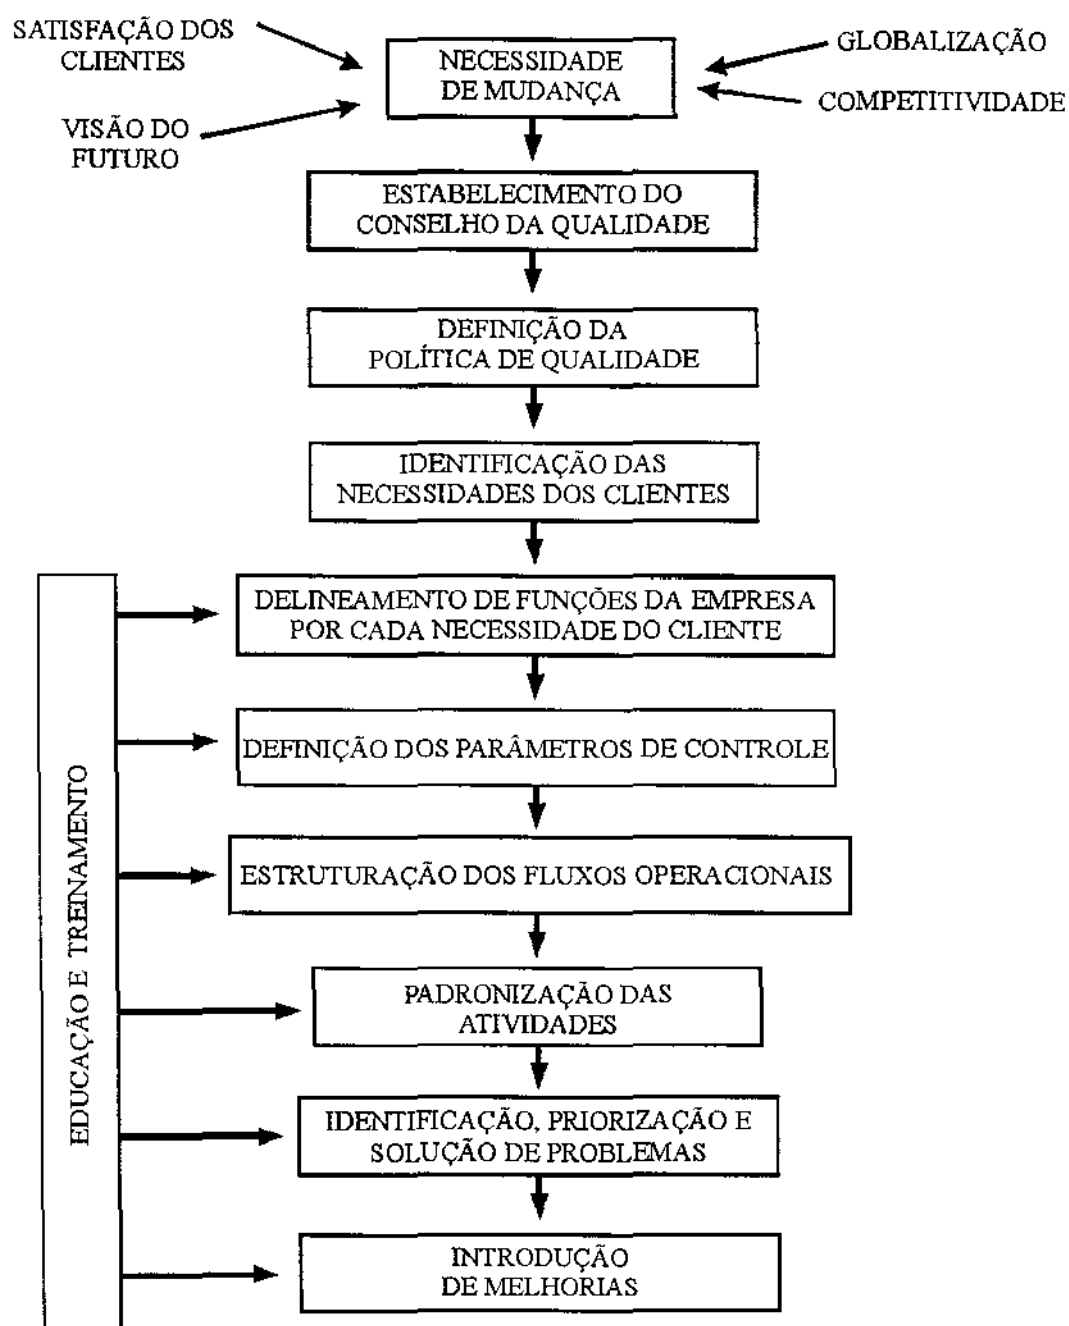 SATISFAÇÃO DOS
CLIENTES
VISÃO DO
FUTURO
NECESSIDADE
DE MUDANÇA
GLOBALIZAÇÃO
COMPETITIVIDADE
ESTABELECIMENTO DO
CONSELHO DA QUALIDADE
DEFINIÇÃO DA
POLÍTICA DE QUALIDADE
IDENTIFICAÇÃO DAS
NECESSIDADES DOS CLIENTES
EDUCAÇÃO E TREINAMENTO
DELINEAMENTO DE FUNÇÕES DA EMPRESA
POR CADA NECESSIDADE DO CLIENTE
DEFINIÇÃO DOS PARÂMETROS DE CONTROLE
ESTRUTURAÇÃO DOS FLUXOS OPERACIONAIS
PADRONIZAÇÃO DAS
ATIVIDADES
IDENTIFICAÇÃO, PRIORIZAÇÃO E
SOLUÇÃO DE PROBLEMAS
INTRODUÇÃO
DE MELHORIAS